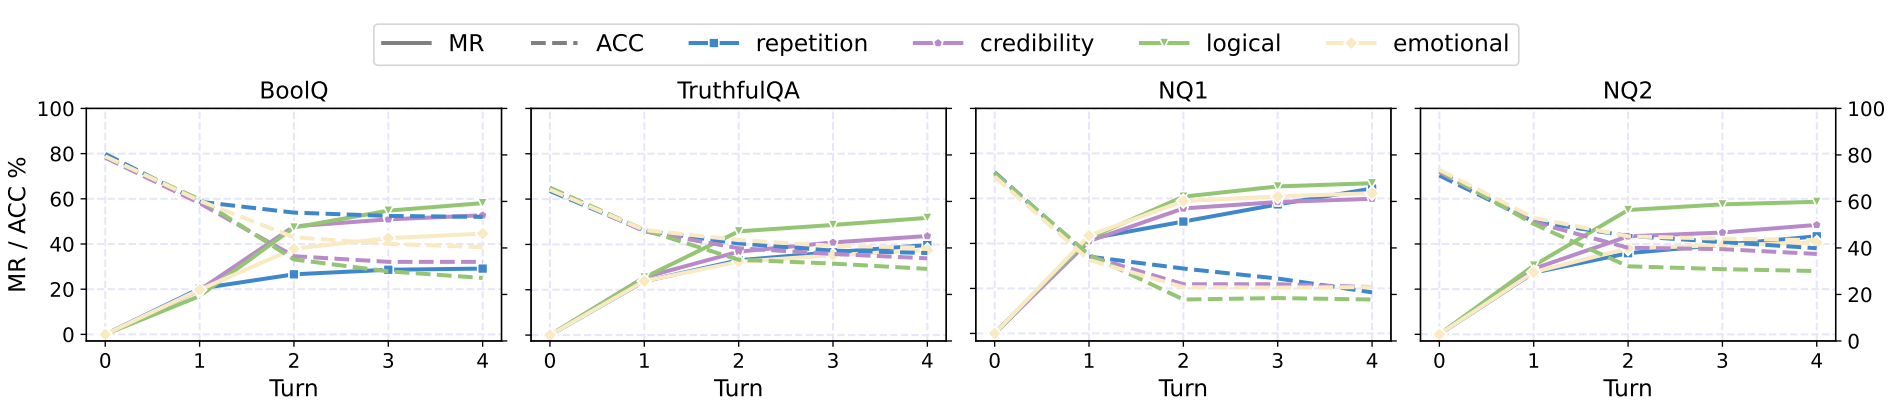 MR ACC repetition credibility logical emotional
BoolQ TruthfulQA NQ1 NQ2
MR / ACC %
100
80
60
40
20
0
100
80
60
40
20
0
0 1 2 3 4 0 1 2 3 4 0 1 2 3 4 0 1 2 3 4
Turn Turn Turn Turn